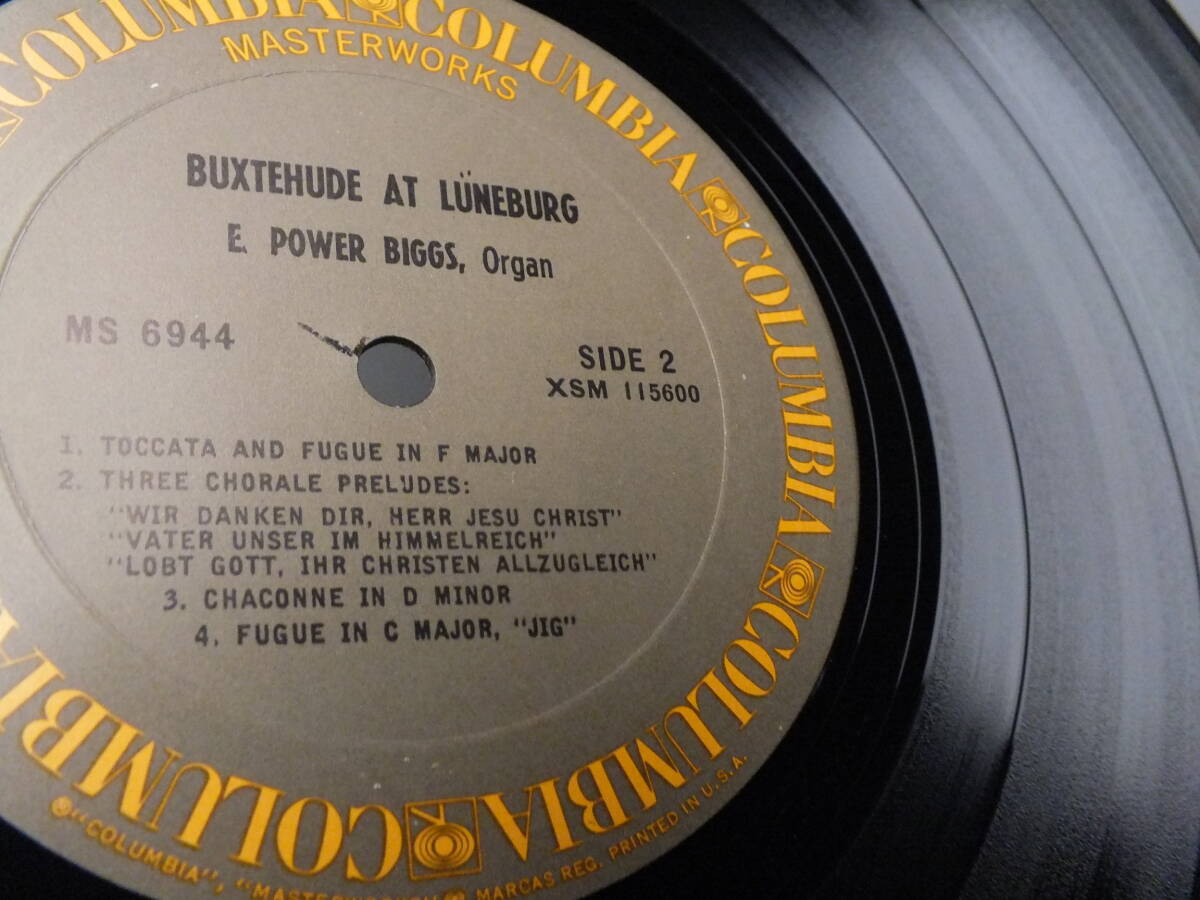 COLUMBIA COLUMBIA COLUMBIA COLUMBIA COLUMBIA COLUMBIA COLUMBIA
MASTERWORKS
BUXTEHUDE AT LÜNEBURG
E. POWER BIGGS, Organ
MS 6944
SIDE 2
XSM 115600
1. TOCCATA AND FUGUE IN F MAJOR
2. THREE CHORALE PRELUDES:
"WIR DANKEN DIR, HERR JESU CHRIST"
"VATER UNSER IM HIMMELREICH"
"LOBT GOTT, IHR CHRISTEN ALLZUGLEICH"
3. CHACONNE IN D MINOR
4. FUGUE IN C MAJOR, "JIG"
"COLUMBIA", "MASTERWORKS", MARCAS REG. PRINTED IN U.S.A.